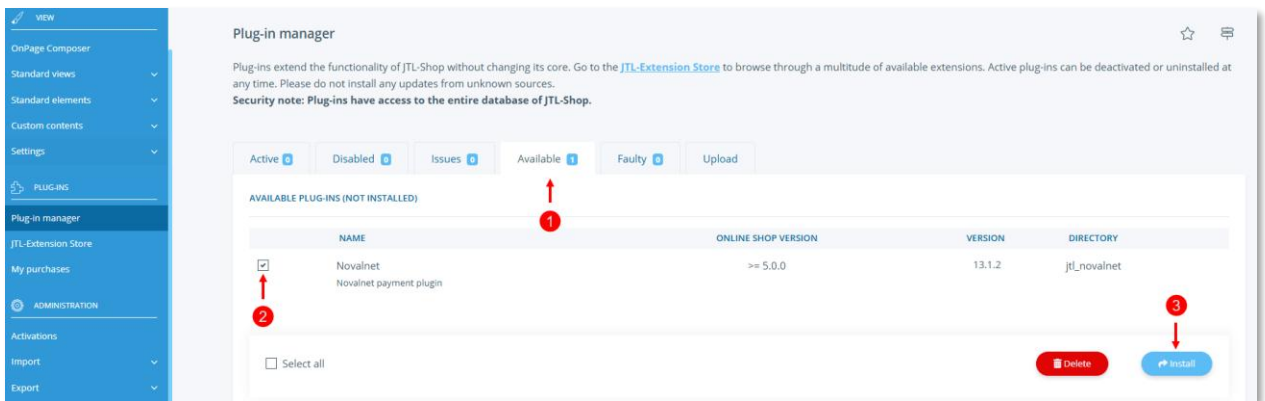 VIEW
OnPage Composer
Standard views
Standard elements
Custom contents
Settings
PLUG-INS
Plug-in manager
JTL-Extension Store
My purchases
ADMINISTRATION
Activations
Import
Export
Plug-in manager
Plug-ins extend the functionality of JTL-Shop without changing its core. Go to the JTL-Extension Store to browse through a multitude of available extensions. Active plug-ins can be deactivated or uninstalled at
any time. Please do not install any updates from unknown sources.
Security note: Plug-ins have access to the entire database of JTL-Shop.
Active 0 Disabled 0 Issues 0 Available 1 Faulty 0 Upload
AVAILABLE PLUG-INS (NOT INSTALLED)
1
NAME ONLINE SHOP VERSION VERSION DIRECTORY
Novalnet >= 5.0.0 13.1.2 jtl_novalnet
Novalnet payment plugin
2
3
Select all Delete Install